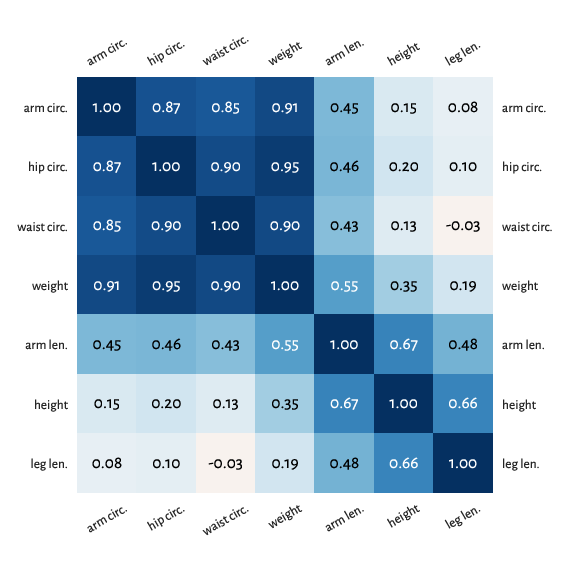 arm circ. hip circ. waist circ. weight arm len. height leg len.
arm circ. 1.00 0.87 0.85 0.91 0.45 0.15 0.08 arm circ.
hip circ. 0.87 1.00 0.90 0.95 0.46 0.20 0.10 hip circ.
waist circ. 0.85 0.90 1.00 0.90 0.43 0.13 -0.03 waist circ.
weight 0.91 0.95 0.90 1.00 0.55 0.35 0.19 weight
arm len. 0.45 0.46 0.43 0.55 1.00 0.67 0.48 arm len.
height 0.15 0.20 0.13 0.35 0.67 1.00 0.66 height
leg len. 0.08 0.10 -0.03 0.19 0.48 0.66 1.00 leg len.
arm circ. hip circ. waist circ. weight arm len. height leg len.